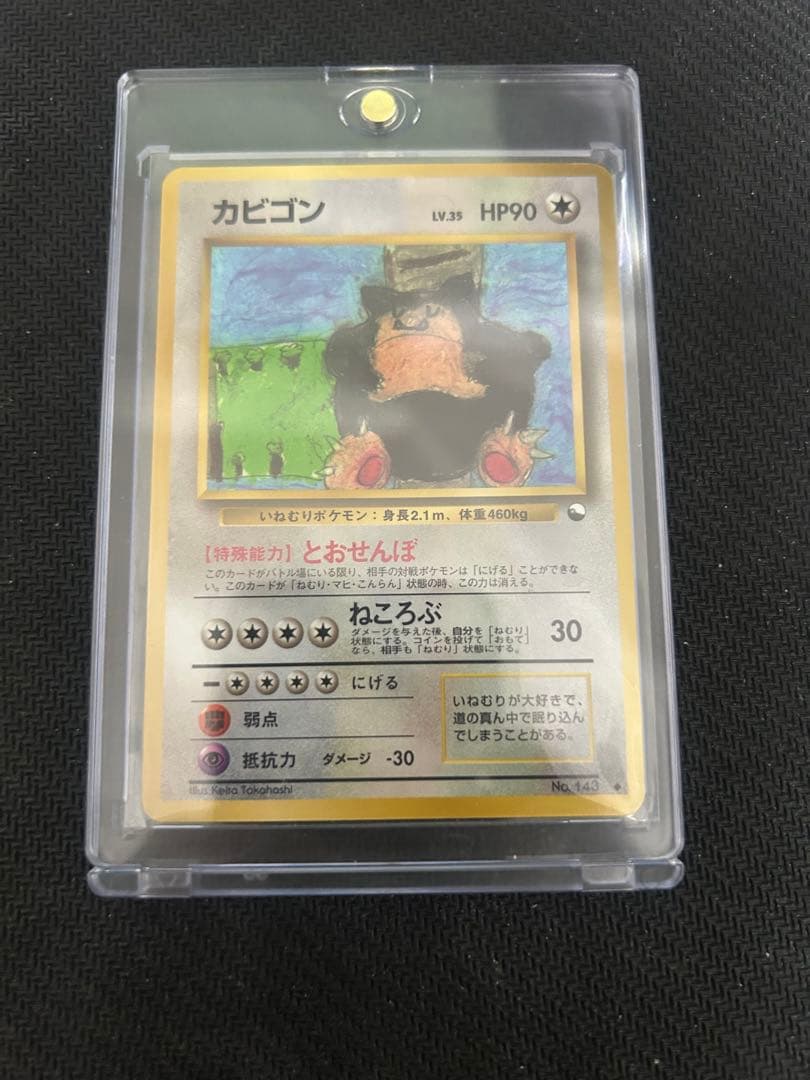 カビゴン LV.35 HP90
いねむりポケモン：身長2.1m、体重460kg
【特殊能力】とおせんぼ
このカードがバトル場にいる限り、相手の対戦ポケモンは「にげる」ことができな
い。このカードが「ねむり・マヒ・こんらん」状態の時、この力は消える。
ねころぶ
ダメージを与えた後、自分を「ねむり」
状態にする。コインを投げて「おもて」
なら、相手も「ねむり」状態にする。
30
にげる
弱点
抵抗力 ダメージ -30
いねむりが大好きで、
道の真ん中で眠り込ん
でしまうことがある。
Illus. Keita Takahashi
No. 143